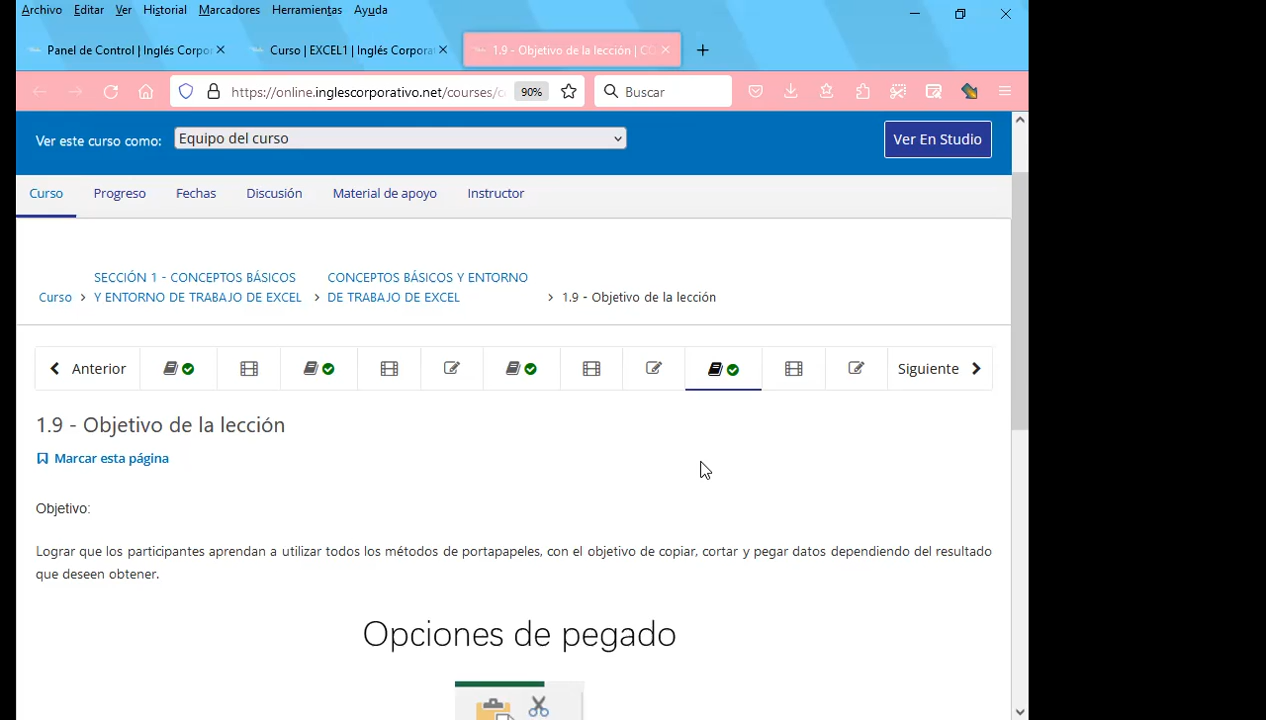 Archivo Editar Ver Historial Marcadores Herramientas Ayuda
Panel de Control | Inglés Corpor
Curso | EXCEL1 | Inglés Corpora
1.9 - Objetivo de la lección | CO
https://online.inglescorporativo.net/courses/c
90%
Buscar
Ver este curso como:
Equipo del curso
Ver En Studio
Curso Progreso Fechas Discusión Material de apoyo Instructor
SECCIÓN 1 - CONCEPTOS BÁSICOS CONCEPTOS BÁSICOS Y ENTORNO
Curso > Y ENTORNO DE TRABAJO DE EXCEL > DE TRABAJO DE EXCEL > 1.9 - Objetivo de la lección
Anterior
Siguiente
1.9 - Objetivo de la lección
Marcar esta página
Objetivo:
Lograr que los participantes aprendan a utilizar todos los métodos de portapapeles, con el objetivo de copiar, cortar y pegar datos dependiendo del resultado
que deseen obtener.
Opciones de pegado